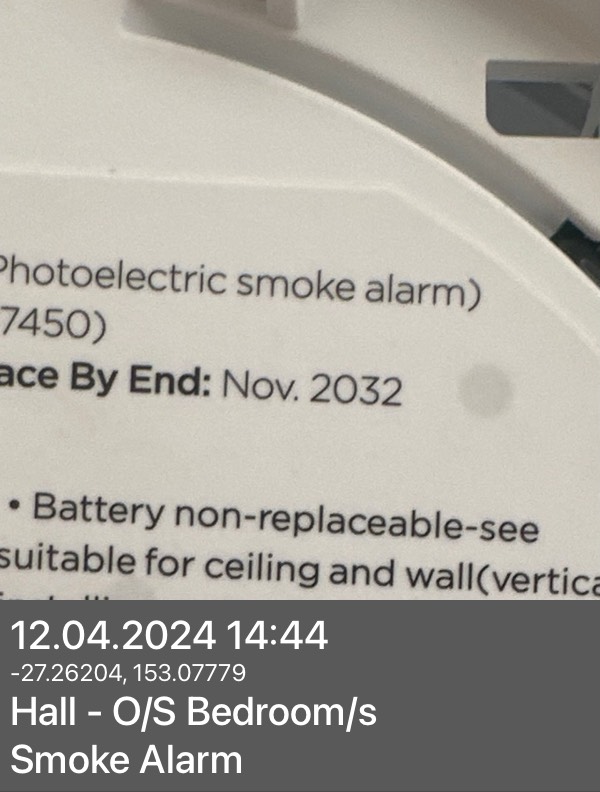 Photoelectric smoke alarm)
7450)
ace By End: Nov. 2032
• Battery non-replaceable-see
suitable for ceiling and wall(vertica
12.04.2024 14:44
-27.26204, 153.07779
Hall - O/S Bedroom/s
Smoke Alarm